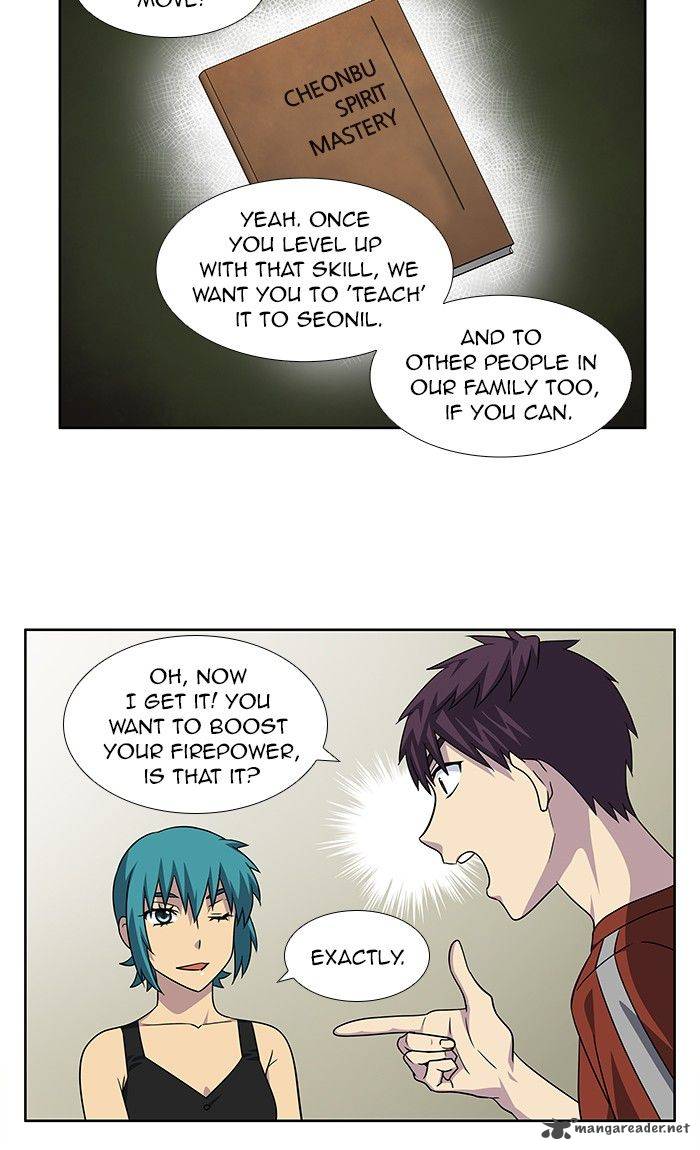 MOVE?
CHEONBU
SPIRIT
MASTERY
YEAH. ONCE
YOU LEVEL UP
WITH THAT SKILL, WE
WANT YOU TO 'TEACH'
IT TO SEONIL.
AND TO
OTHER PEOPLE IN
OUR FAMILY TOO,
IF YOU CAN.
OH, NOW
I GET IT! YOU
WANT TO BOOST
YOUR FIREPOWER,
IS THAT IT?
EXACTLY.
mangareader.net